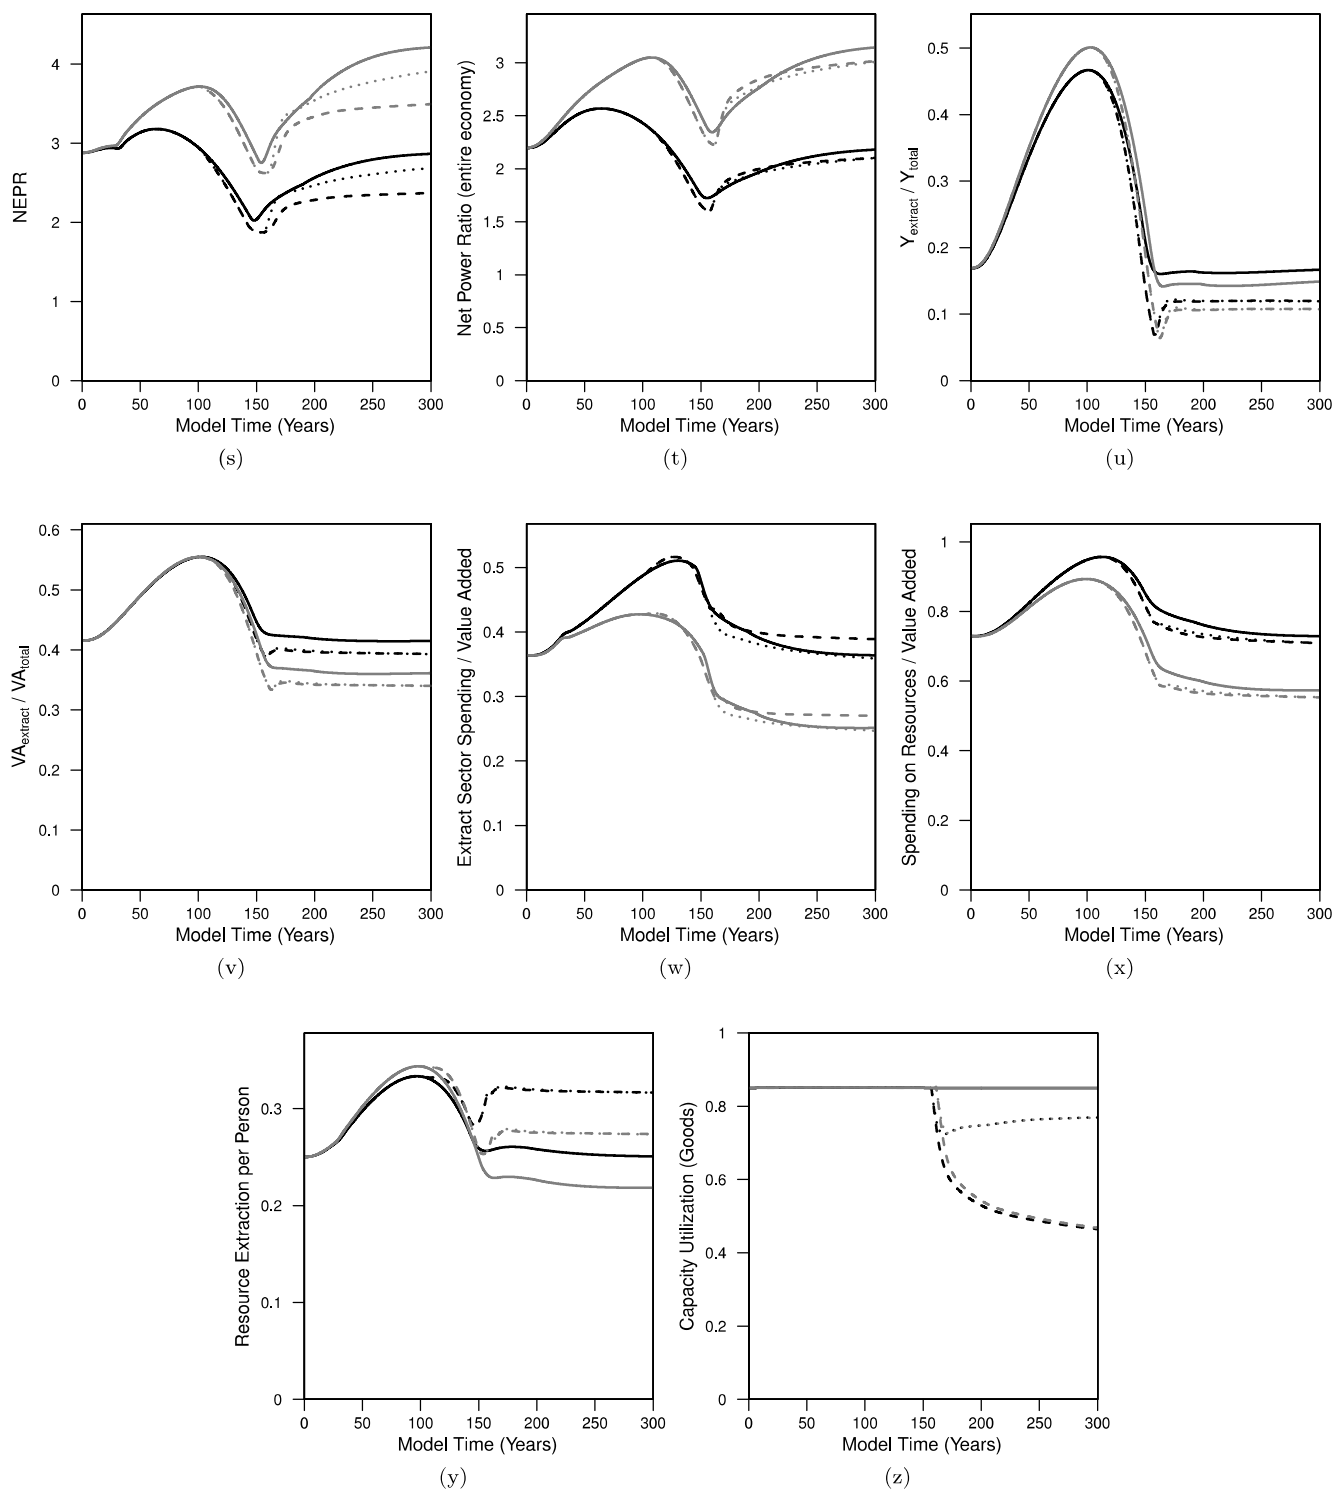 NEPR
4
3
2
1
0
0 50 100 150 200 250 300
Model Time (Years)
(s)
Net Power Ratio (entire economy)
3
2.5
2
1.5
1
0.5
0
0 50 100 150 200 250 300
Model Time (Years)
(t)
Yextract / Ytotal
0.5
0.4
0.3
0.2
0.1
0
0 50 100 150 200 250 300
Model Time (Years)
(u)
VAextract / VAtotal
0.6
0.5
0.4
0.3
0.2
0.1
0
0 50 100 150 200 250 300
Model Time (Years)
(v)
Extract Sector Spending / Value Added
0.5
0.4
0.3
0.2
0.1
0
0 50 100 150 200 250 300
Model Time (Years)
(w)
Spending on Resources / Value Added
1
0.8
0.6
0.4
0.2
0
0 50 100 150 200 250 300
Model Time (Years)
(x)
Resource Extraction per Person
0.3
0.2
0.1
0
0 50 100 150 200 250 300
Model Time (Years)
(y)
Capacity Utilization (Goods)
1
0.8
0.6
0.4
0.2
0
0 50 100 150 200 250 300
Model Time (Years)
(z)